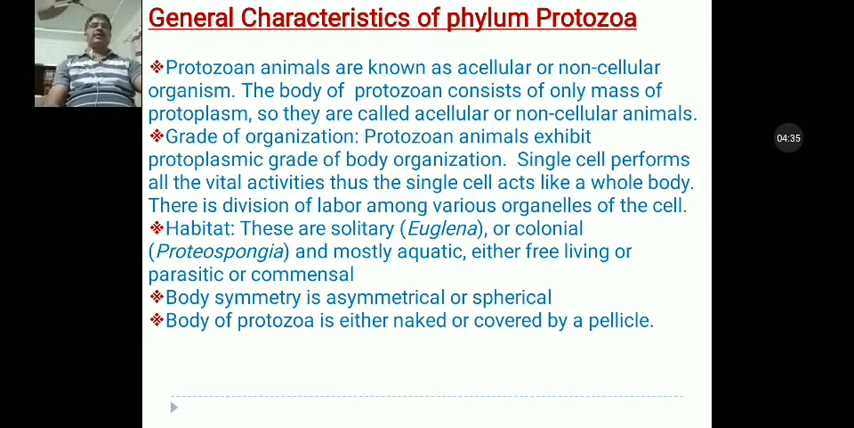 General Characteristics of phylum Protozoa
❖Protozoan animals are known as acellular or non-cellular
organism. The body of protozoan consists of only mass of
protoplasm, so they are called acellular or non-cellular animals.
❖Grade of organization: Protozoan animals exhibit
protoplasmic grade of body organization. Single cell performs
all the vital activities thus the single cell acts like a whole body.
There is division of labor among various organelles of the cell.
❖Habitat: These are solitary (Euglena), or colonial
(Proteospongia) and mostly aquatic, either free living or
parasitic or commensal
❖Body symmetry is asymmetrical or spherical
❖Body of protozoa is either naked or covered by a pellicle.
04:35